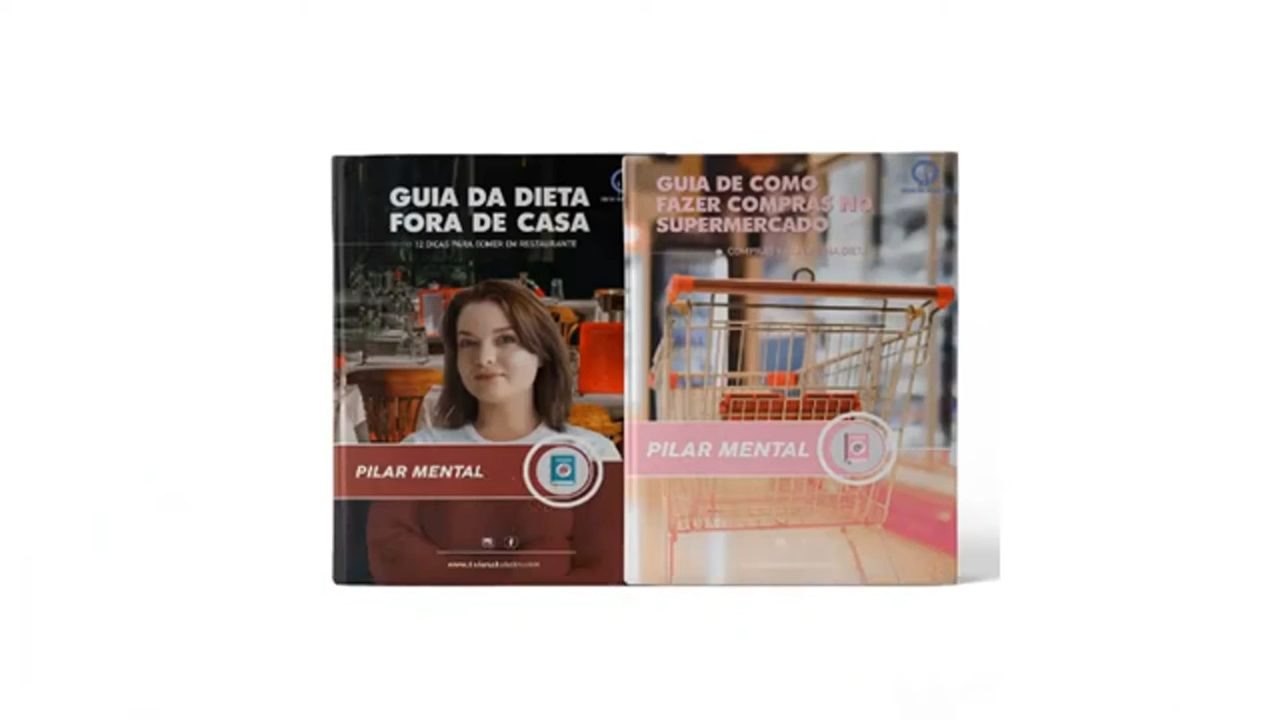 GUIA DA DIETA
FORA DE CASA
12 DICAS PARA COMER EM RESTAURANTE
PILAR MENTAL
GUIA DE COMO
FAZER COMPRAS NO
SUPERMERCADO
PILAR MENTAL